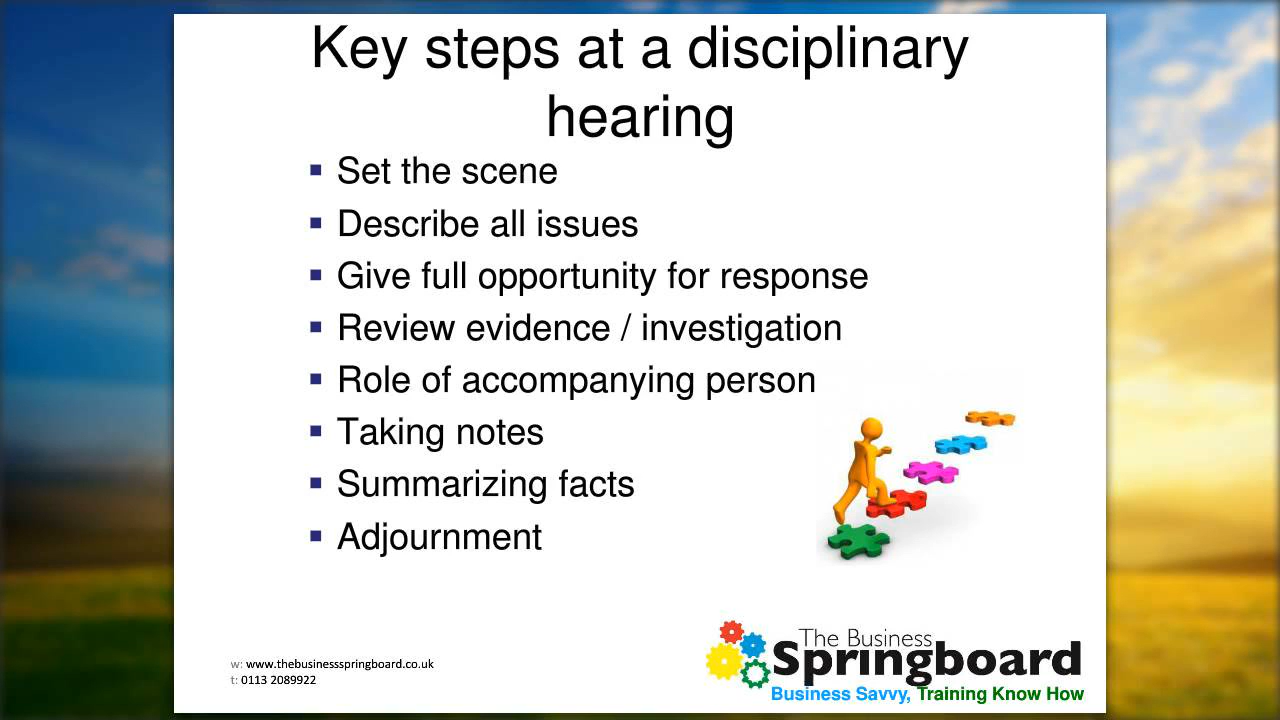 Key steps at a disciplinary
hearing
Set the scene
Describe all issues
Give full opportunity for response
Review evidence / investigation
Role of accompanying person
Taking notes
Summarizing facts
Adjournment
w: www.thebusinessspringboard.co.uk
t: 0113 2089922
The Business
Springboard
Business Savvy, Training Know How